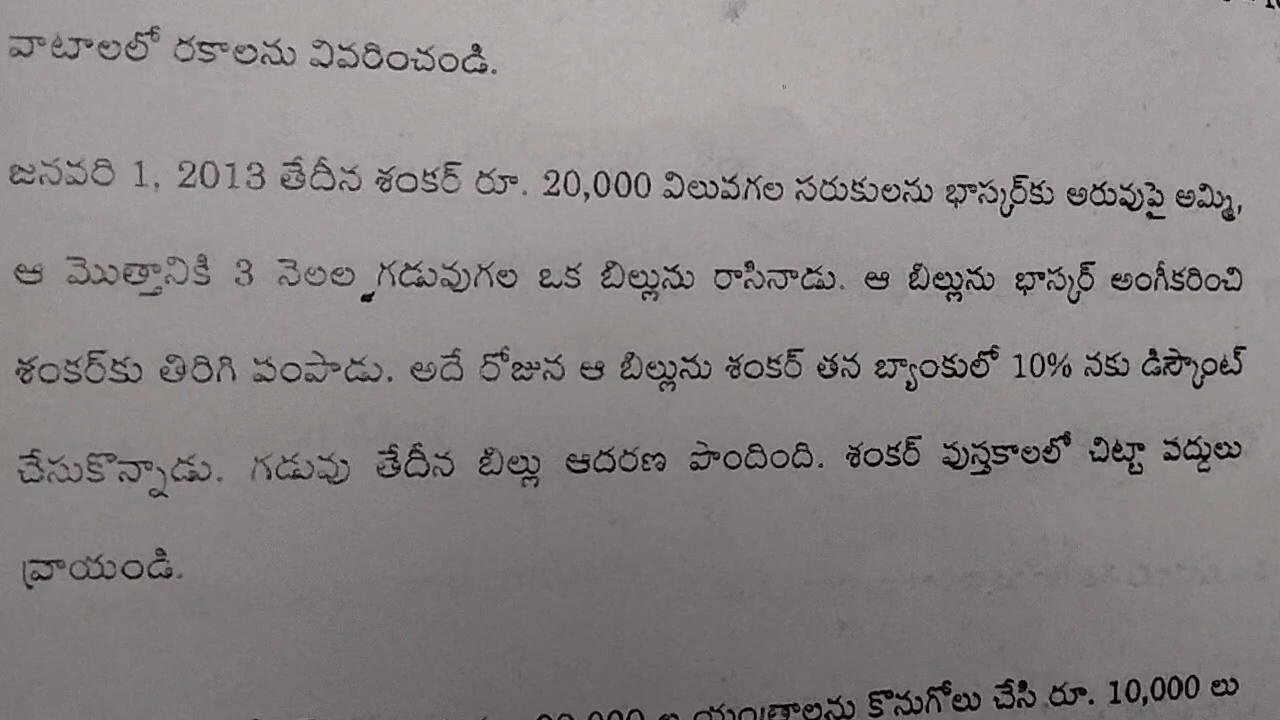 వాటాలలో రకాలను వివరించండి.
జనవరి 1, 2013 తేదీన శంకర్ రూ. 20,000 విలువగల సరుకులను భాస్కర్‌కు అరువుపై అమ్మి,
ఆ మొత్తానికి 3 నెలల గడువుగల ఒక బిల్లును రాసినాడు. ఆ బిల్లును భాస్కర్ అంగీకరించి
శంకర్‌కు తిరిగి పంపాడు. అదే రోజున ఆ బిల్లును శంకర్ తన బ్యాంకులో 10% నకు డిస్కౌంట్
చేసుకొన్నాడు. గడువు తేదీన బిల్లు ఆదరణ పొందింది. శంకర్ పుస్తకాలలో చిట్టా పద్దులు
వ్రాయండి.
యంత్రాలను కొనుగోలు చేసి రూ. 10,000 లు